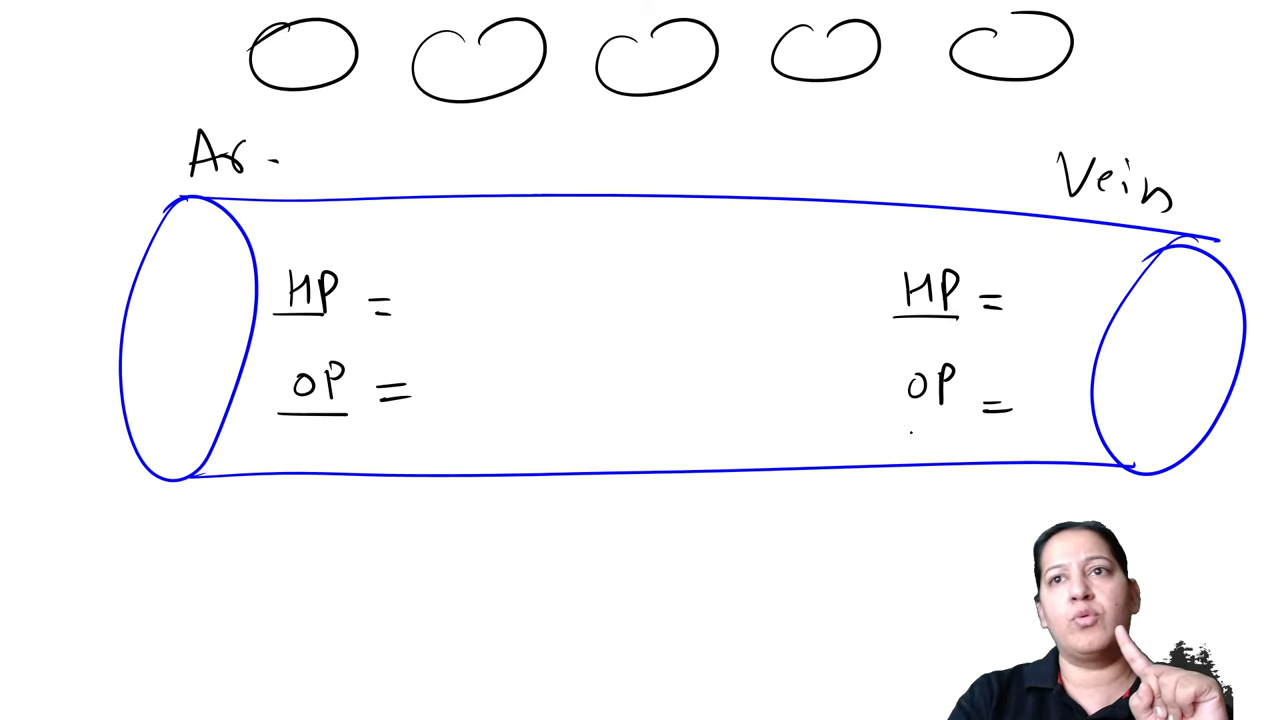 Ar.
Vein
HP =
HP =
OP =
OP =